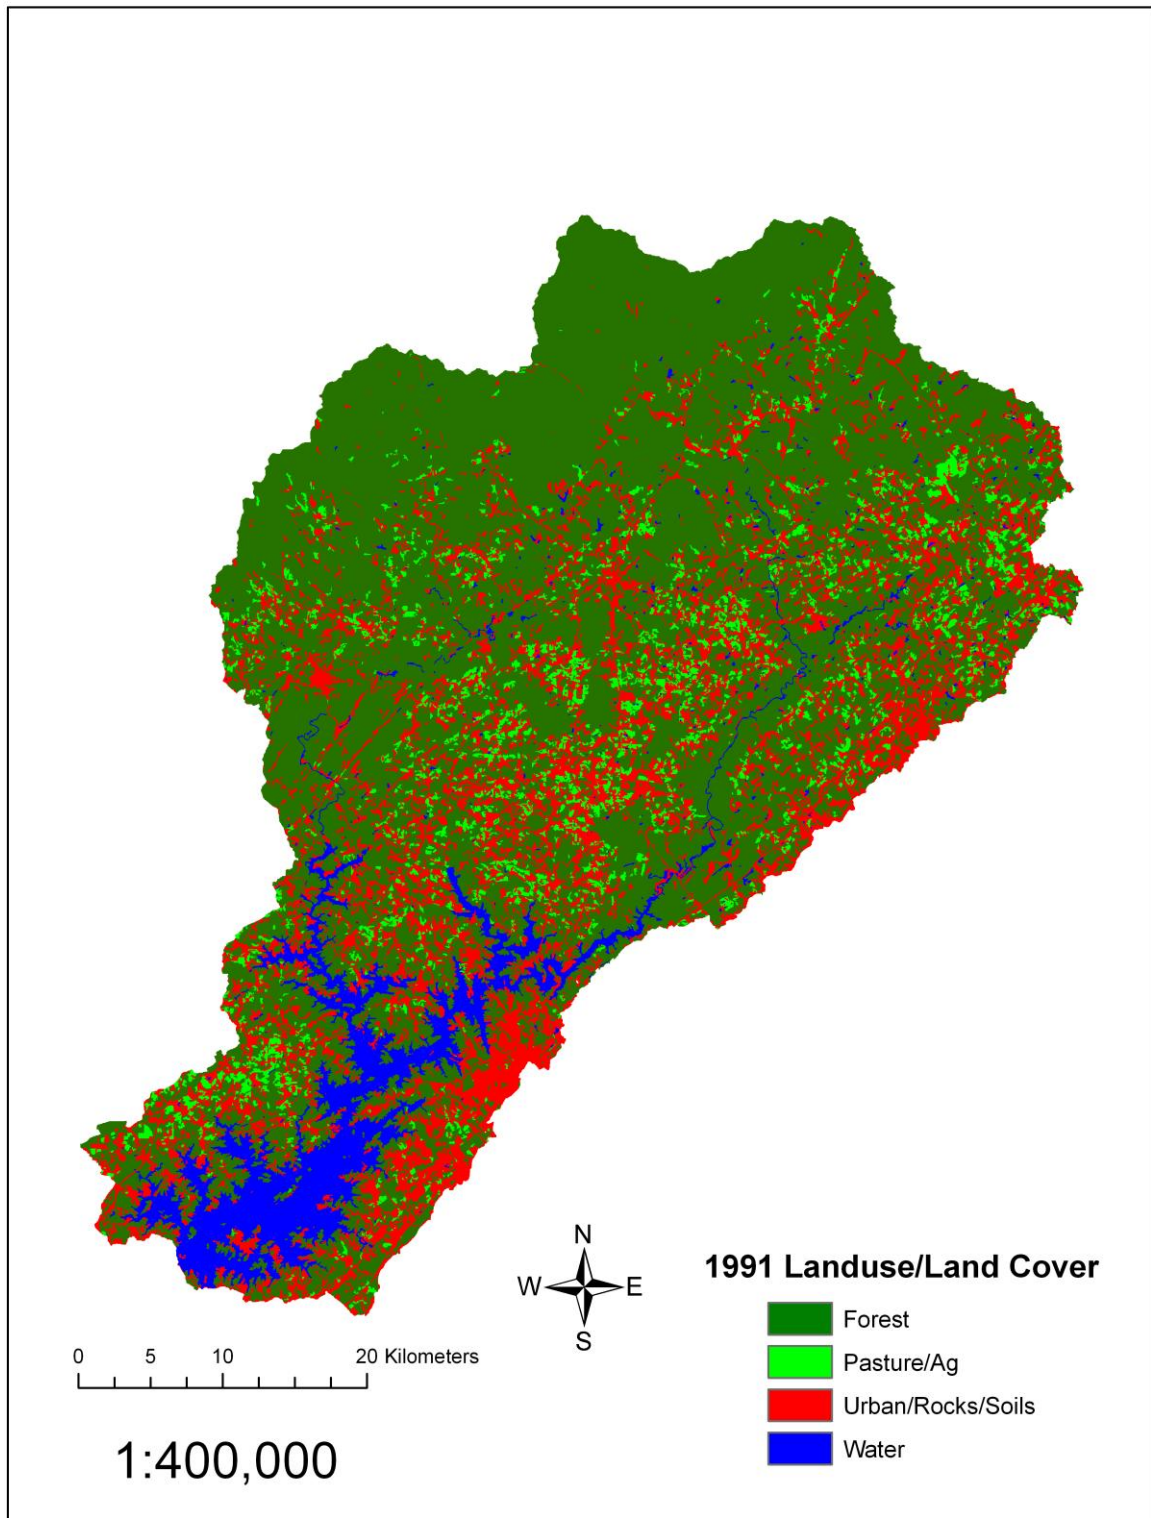 N
W E
S
1991 Landuse/Land Cover
Forest
Pasture/Ag
Urban/Rocks/Soils
Water
0 5 10 20 Kilometers
1:400,000